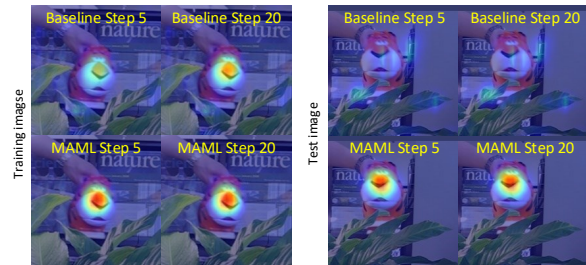 Baseline Step 5 Baseline Step 20
nature nature
MAML Step 5 MAML Step 20
nature nature
Training imagse
Baseline Step 5 Baseline Step 20
MAML Step 5 MAML Step 20
Test image